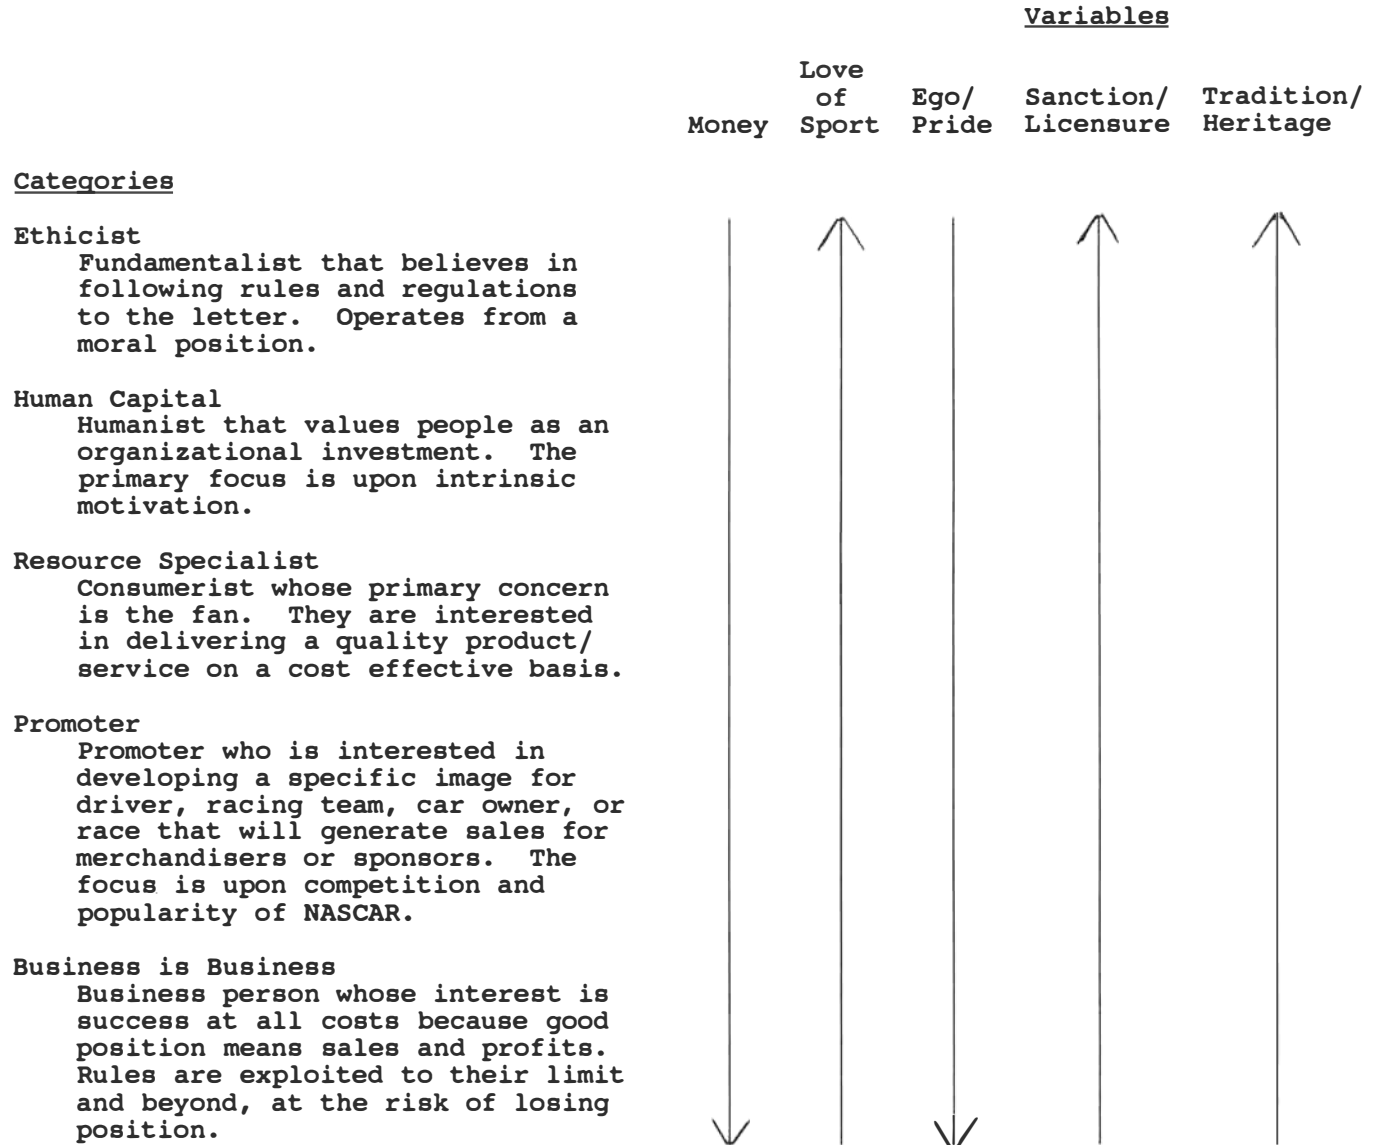 Variables
Love
of Ego/ Sanction/ Tradition/
Money Sport Pride Licensure Heritage
Categories
Ethicist
Fundamentalist that believes in
following rules and regulations
to the letter. Operates from a
moral position.
Human Capital
Humanist that values people as an
organizational investment. The
primary focus is upon intrinsic
motivation.
Resource Specialist
Consumerist whose primary concern
is the fan. They are interested
in delivering a quality product/
service on a cost effective basis.
Promoter
Promoter who is interested in
developing a specific image for
driver, racing team, car owner, or
race that will generate sales for
merchandisers or sponsors. The
focus is upon competition and
popularity of NASCAR.
Business is Business
Business person whose interest is
success at all costs because good
position means sales and profits.
Rules are exploited to their limit
and beyond, at the risk of losing
position.